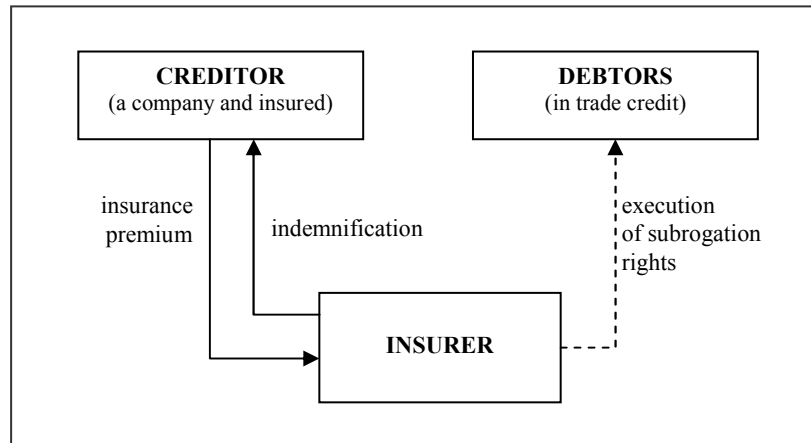 CREDITOR
(a company and insured)
DEBTORS
(in trade credit)
insurance
premium
indemnification
execution
of subrogation
rights
INSURER